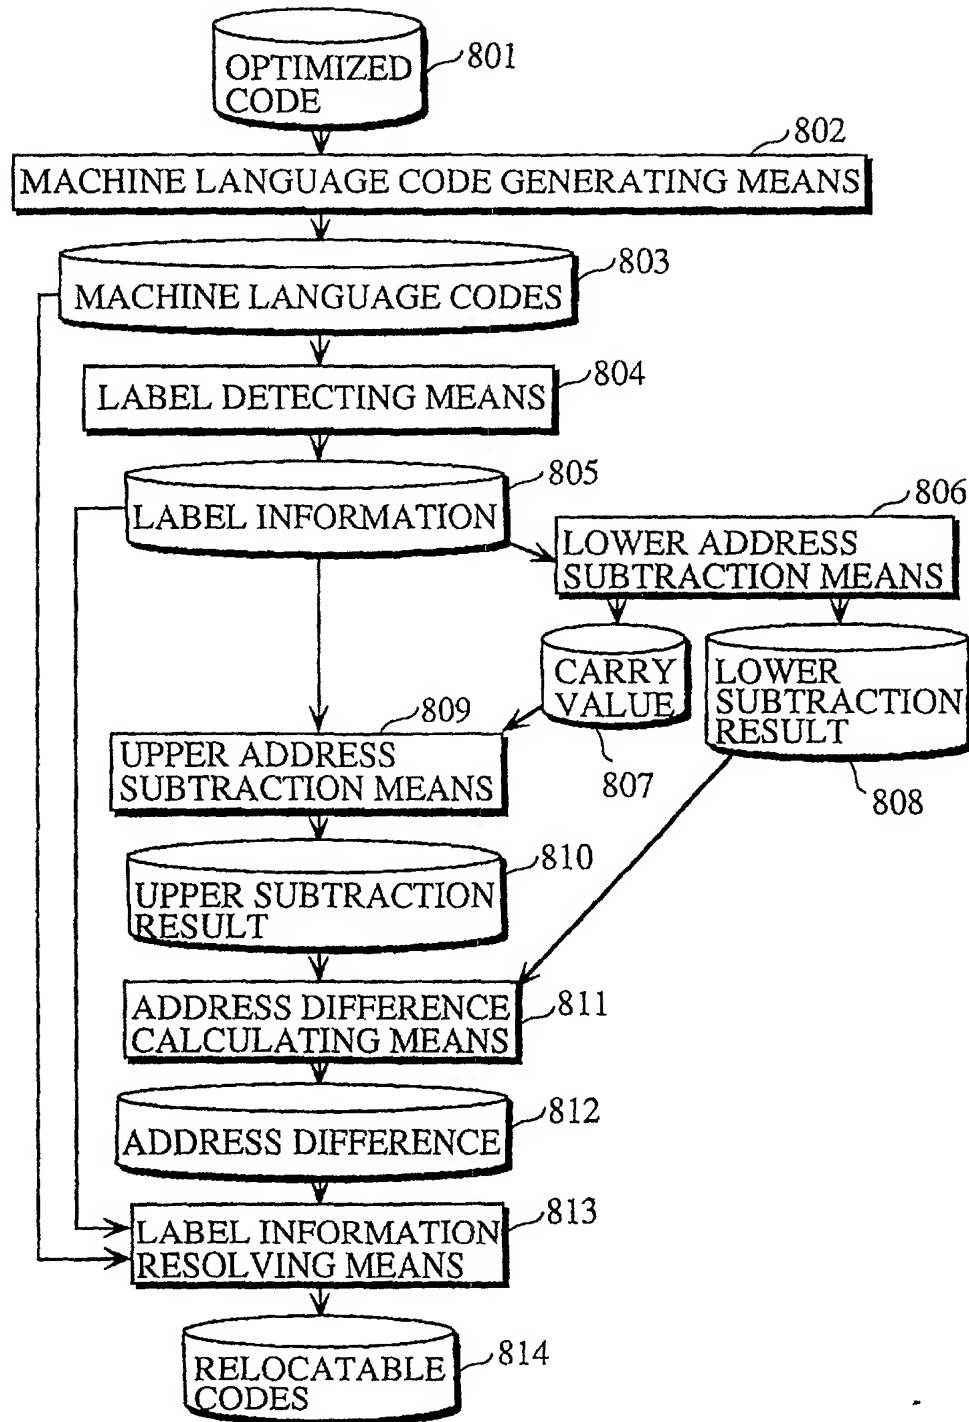 OPTIMIZED
CODE
801
802
MACHINE LANGUAGE CODE GENERATING MEANS
803
MACHINE LANGUAGE CODES
804
LABEL DETECTING MEANS
805
LABEL INFORMATION
806
LOWER ADDRESS
SUBTRACTION MEANS
CARRY
VALUE
807
LOWER
SUBTRACTION
RESULT
808
809
UPPER ADDRESS
SUBTRACTION MEANS
810
UPPER SUBTRACTION
RESULT
ADDRESS DIFFERENCE
CALCULATING MEANS
811
812
ADDRESS DIFFERENCE
813
LABEL INFORMATION
RESOLVING MEANS
RELOCATABLE
CODES
814